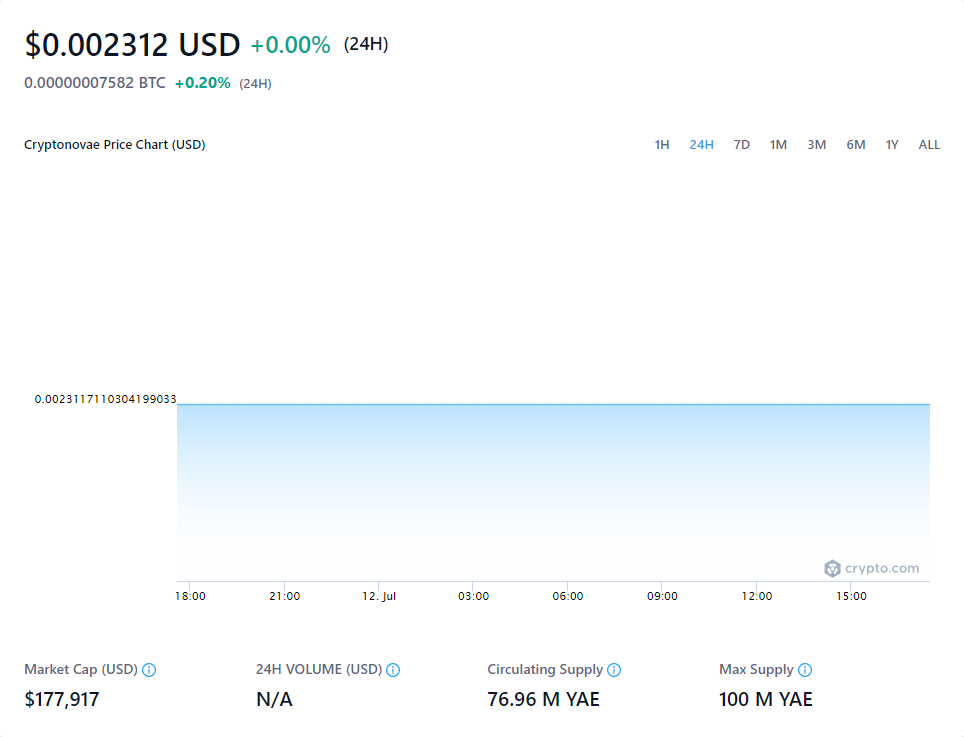 $0.002312 USD +0.00% (24H)
0.00000007582 BTC +0.20% (24H)
Cryptonovae Price Chart (USD) 1H 24H 7D 1M 3M 6M 1Y ALL
0.0023117110304199033
crypto.com
18:00 21:00 12. Jul 03:00 06:00 09:00 12:00 15:00
Market Cap (USD) 24H VOLUME (USD) Circulating Supply Max Supply
$177,917 N/A 76.96 M YAE 100 M YAE